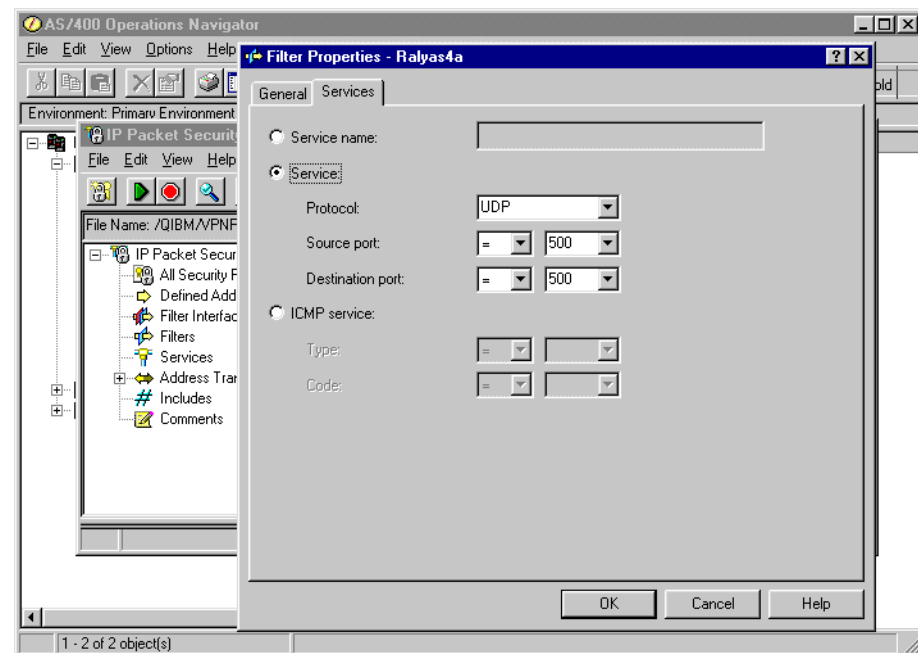 AS/400 Operations Navigator
File Edit View Options Help
Environment: Primary Environment
IP Packet Security
File Edit View Help
File Name: /QIBM/VPNF
IP Packet Secur
All Security F
Defined Add
Filter Interfac
Filters
Services
Address Tran
Includes
Comments
old
1 - 2 of 2 object(s)
Filter Properties - Ralyas4a
General Services
Service name:
Service:
Protocol: UDP
Source port: = 500
Destination port: = 500
ICMP service:
Type: =
Code: =
OK Cancel Help